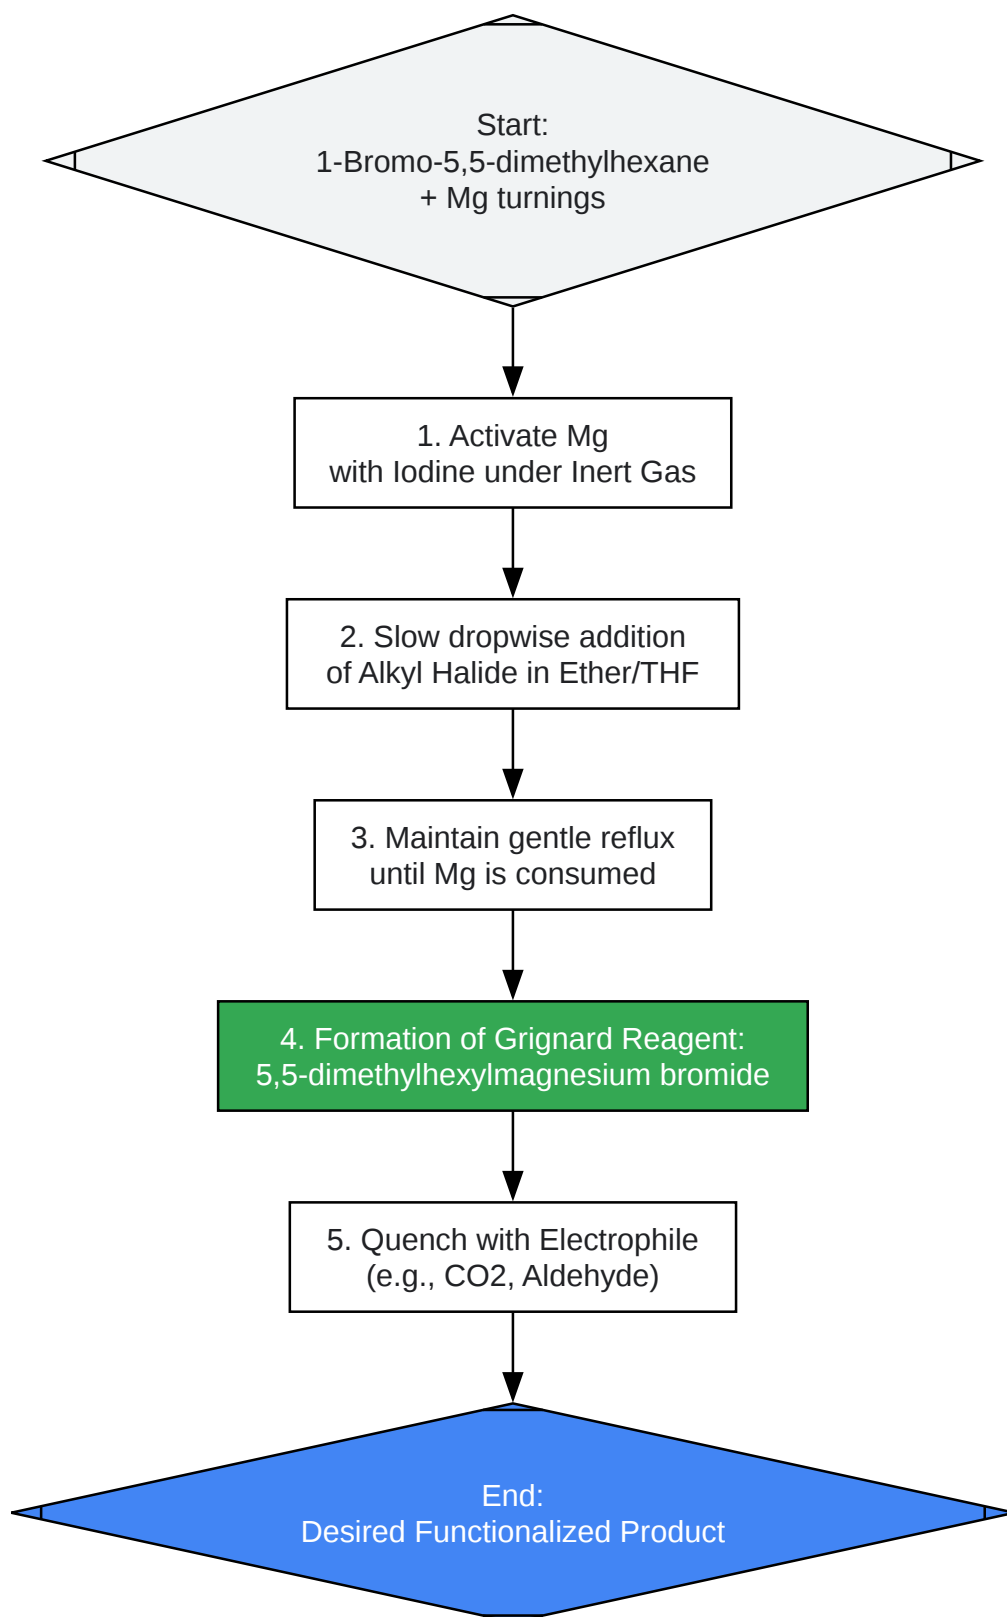 Start:
1-Bromo-5,5-dimethylhexane
+ Mg turnings
1. Activate Mg
with Iodine under Inert Gas
2. Slow dropwise addition
of Alkyl Halide in Ether/THF
3. Maintain gentle reflux
until Mg is consumed
4. Formation of Grignard Reagent:
5,5-dimethylhexylmagnesium bromide
5. Quench with Electrophile
(e.g., CO2, Aldehyde)
End:
Desired Functionalized Product